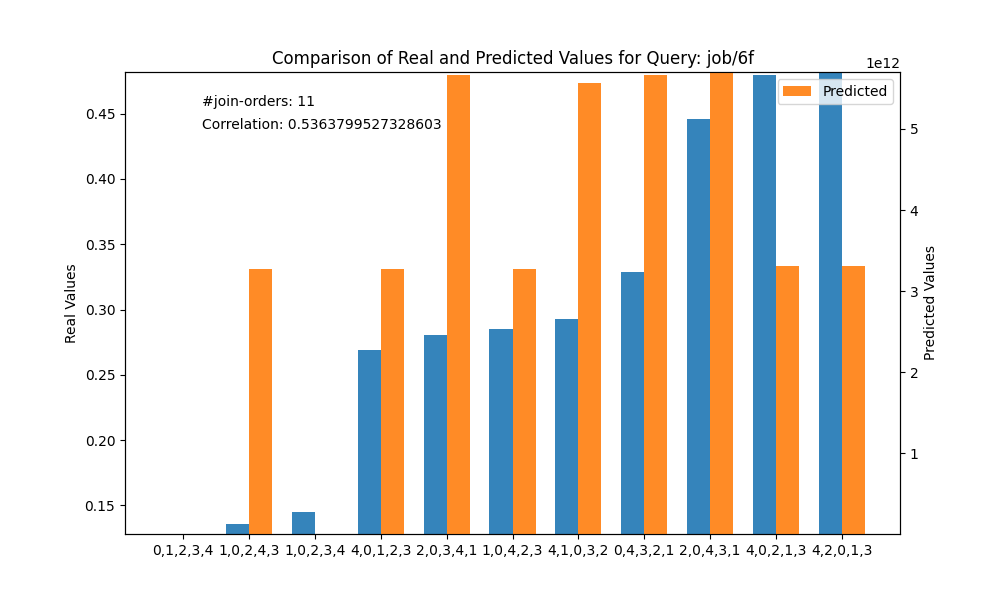 Comparison of Real and Predicted Values for Query: job/6f
1e12
#join-orders: 11
Correlation: 0.5363799527328603
Predicted
0.45
0.40
0.35
0.30
0.25
0.20
0.15
Real Values
5
4
3
2
1
Predicted Values
0,1,2,3,4 1,0,2,4,3 1,0,2,3,4 4,0,1,2,3 2,0,3,4,1 1,0,4,2,3 4,1,0,3,2 0,4,3,2,1 2,0,4,3,1 4,0,2,1,3 4,2,0,1,3